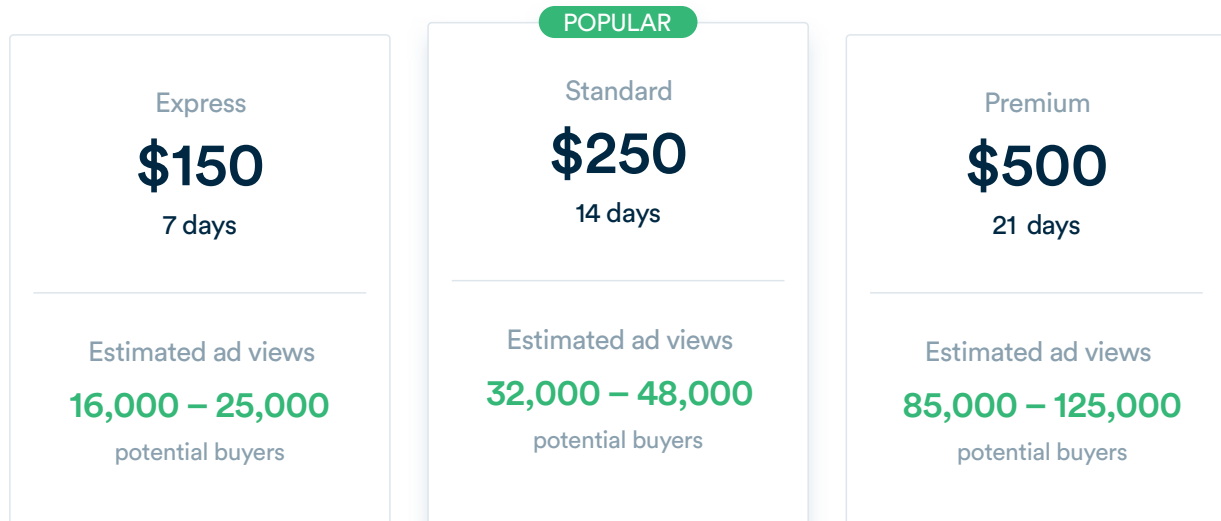 Express
$150
7 days
Estimated ad views
16,000 – 25,000
potential buyers
POPULAR
Standard
$250
14 days
Estimated ad views
32,000 – 48,000
potential buyers
Premium
$500
21 days
Estimated ad views
85,000 – 125,000
potential buyers